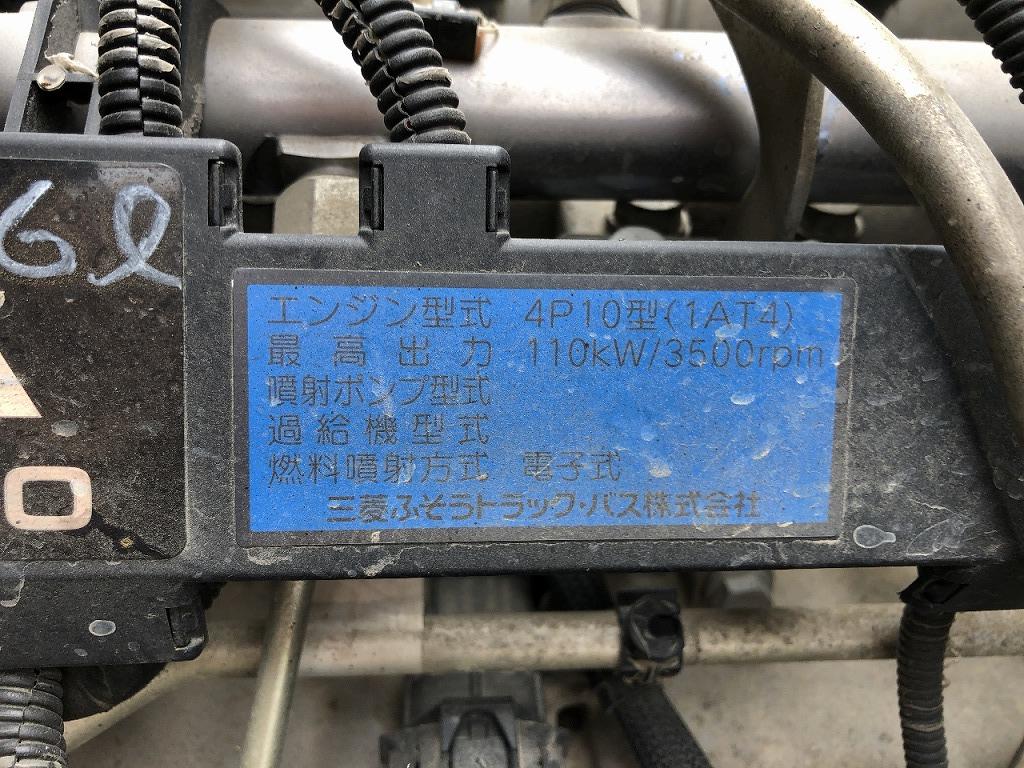 6ℓ
O
エンジン型式 4P10型(1AT4)
最高出力 110kW/3500rpm
噴射ポンプ型式
過給機型式
燃料噴射方式 電子式
三菱ふそうトラック・バス株式会社